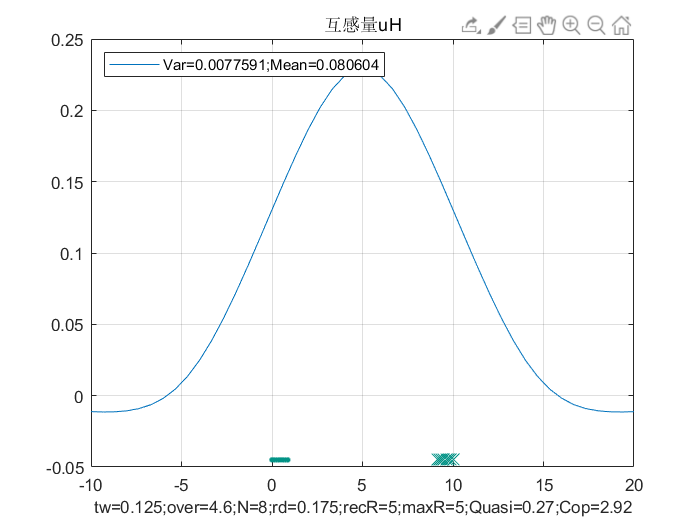 互感量uH
0.25
Var=0.0077591;Mean=0.080604
0.2
0.15
0.1
0.05
0
-0.05
-10 -5 0 5 10 15 20
tw=0.125;over=4.6;N=8;rd=0.175;recR=5;maxR=5;Quasi=0.27;Cop=2.92